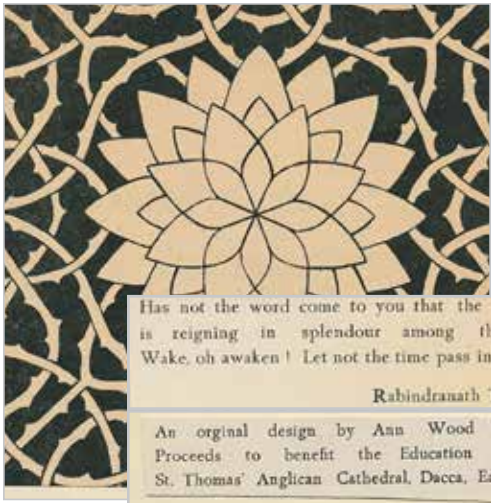 Has not the word come to you that the
is reigning in splendour among
Wake, oh awaken ! Let not the time pass
Rabindranath
An orginal design by Ann Wood
Proceeds to benefit the Education
St. Thomas' Anglican Cathedral, Dacca,